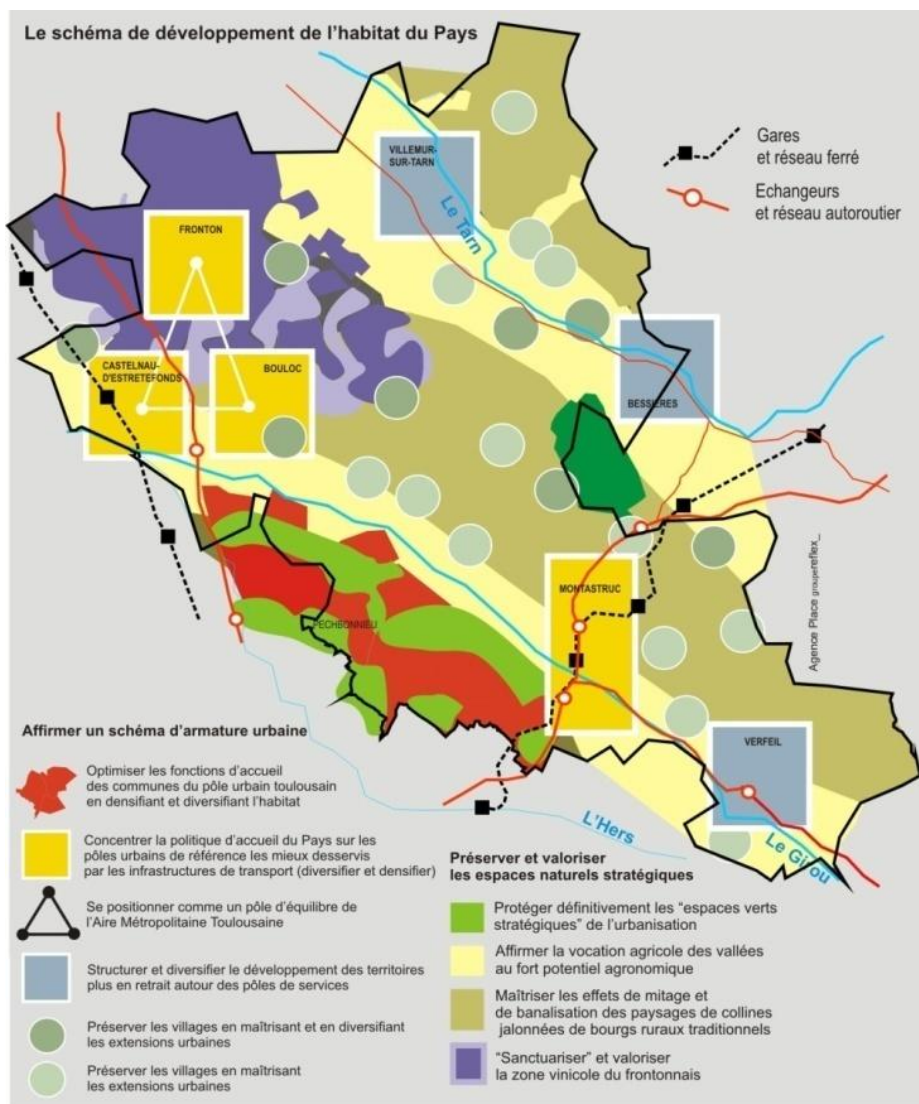 Le schéma de développement de l'habitat du Pays
Gares
et réseau ferré
Echangeurs
et réseau autoroutier
VILLEMUR-
SUR-TARN
Le Tarn
FRONTON
CASTELNAU-
D'ESTRETEFONDS
BOULOC
BESSIERES
MONTASTRUC
PECHBONNIEU
VERFEIL
L'Hers
Le Girou
Agence Place groupereflex_
Affirmer un schéma d'armature urbaine
Optimiser les fonctions d'accueil
des communes du pôle urbain toulousain
en densifiant et diversifiant l'habitat
Concentrer la politique d'accueil du Pays sur les
pôles urbains de référence les mieux desservis
par les infrastructures de transport (diversifier et densifier)
Se positionner comme un pôle d'équilibre de
l'Aire Métropolitaine Toulousaine
Structurer et diversifier le développement des territoires
plus en retrait autour des pôles de services
Préserver les villages en maîtrisant et en diversifiant
les extensions urbaines
Préserver les villages en maîtrisant
les extensions urbaines
Préserver et valoriser
les espaces naturels stratégiques
Protéger définitivement les "espaces verts
stratégiques" de l'urbanisation
Affirmer la vocation agricole des vallées
au fort potentiel agronomique
Maîtriser les effets de mitage et
de banalisation des paysages de collines
jalonnées de bourgs ruraux traditionnels
"Sanctuariser" et valoriser
la zone vinicole du frontonnais